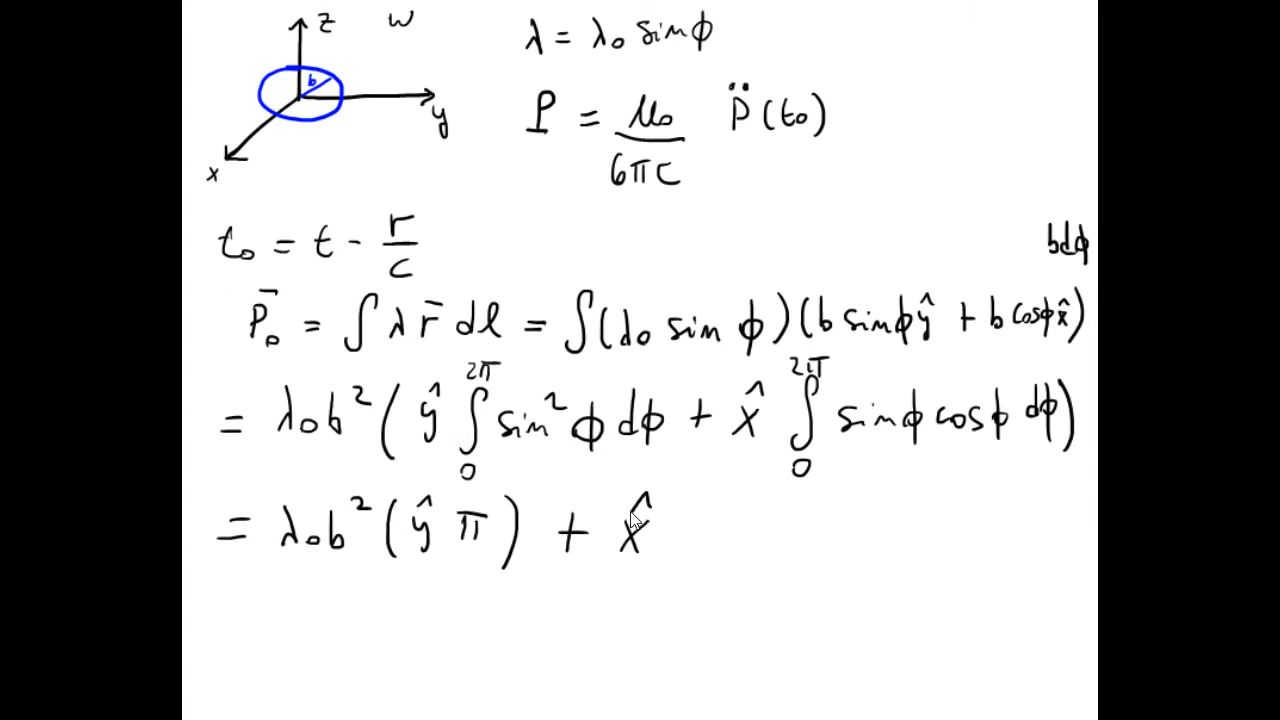 z w
b
y
x
λ = λ₀ sin ϕ
P = μ₀ / 6πc p̈(t₀)
t₀ = t - r/c
bdϕ
p̄₀ = ∫ λ r̄ dl = ∫(λ₀ sin ϕ)(b sinϕ ŷ + b cosϕ x̂)
= λ₀b² ( ŷ ∫₀^2π sin² ϕ dϕ + x̂ ∫₀^2π sinϕ cosϕ dϕ)
= λ₀b² ( ŷ π ) + x̂